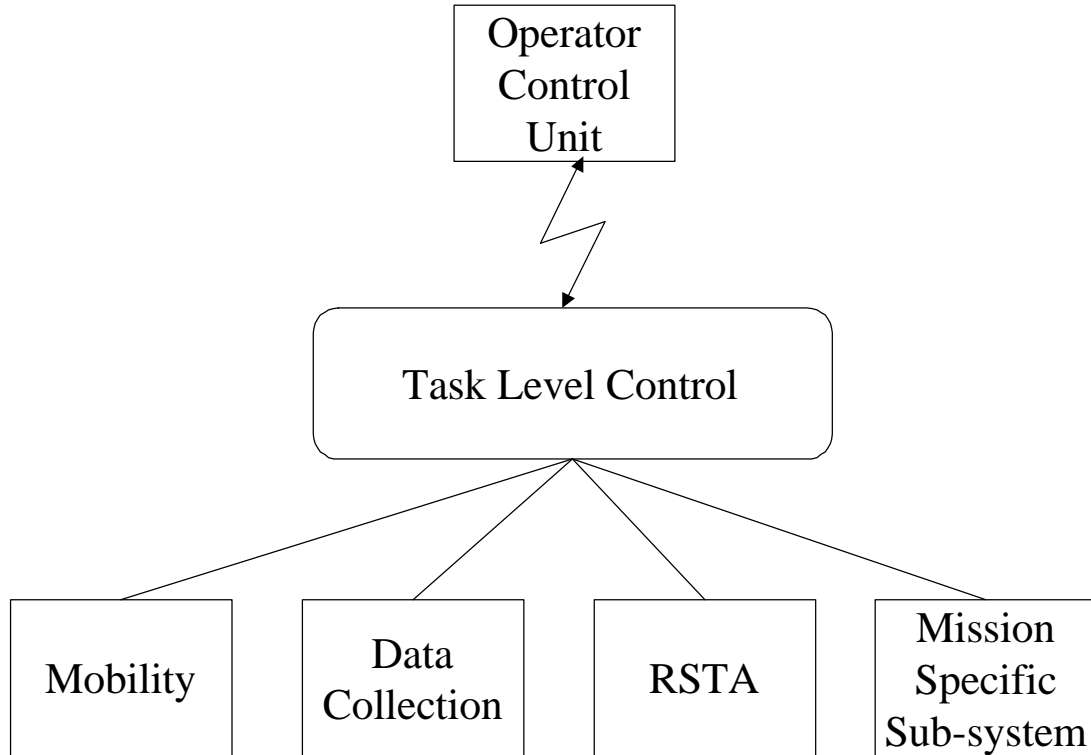 Operator
Control
Unit
Task Level Control
Mobility
Data
Collection
RSTA
Mission
Specific
Sub-system